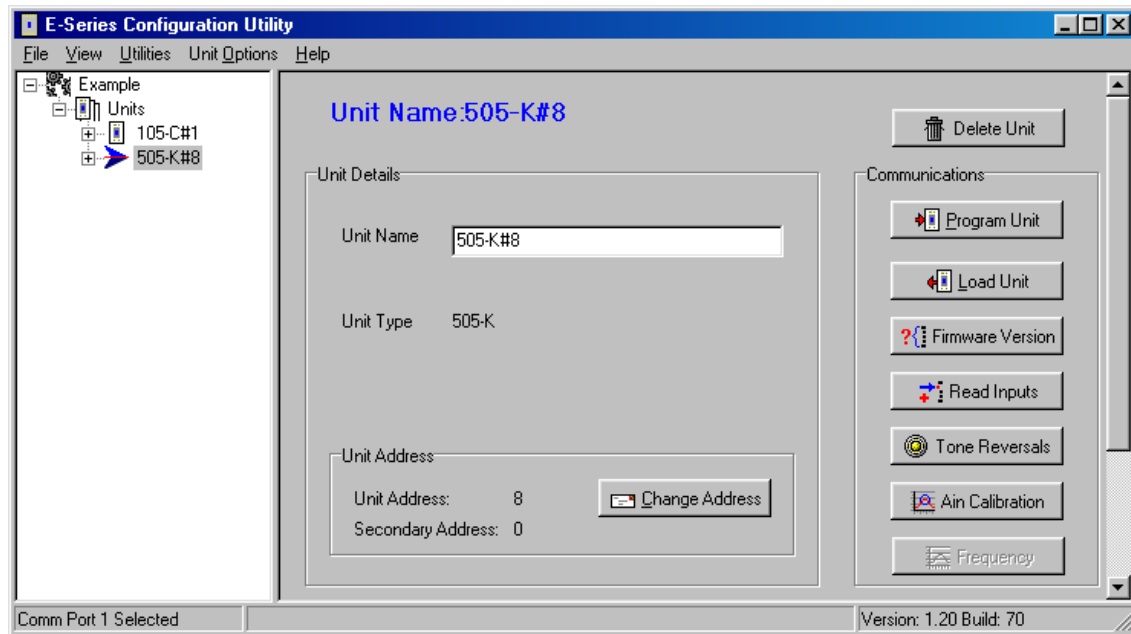 E-Series Configuration Utility
File View Utilities Unit Options Help
Example
Units
105-C#1
505-K#8
Unit Name:505-K#8
Delete Unit
Unit Details
Unit Name 505-K#8
Unit Type 505-K
Unit Address
Unit Address: 8
Change Address
Secondary Address: 0
Communications
Program Unit
Load Unit
?{ Firmware Version
Read Inputs
Tone Reversals
Ain Calibration
Frequency
Comm Port 1 Selected
Version: 1.20 Build: 70